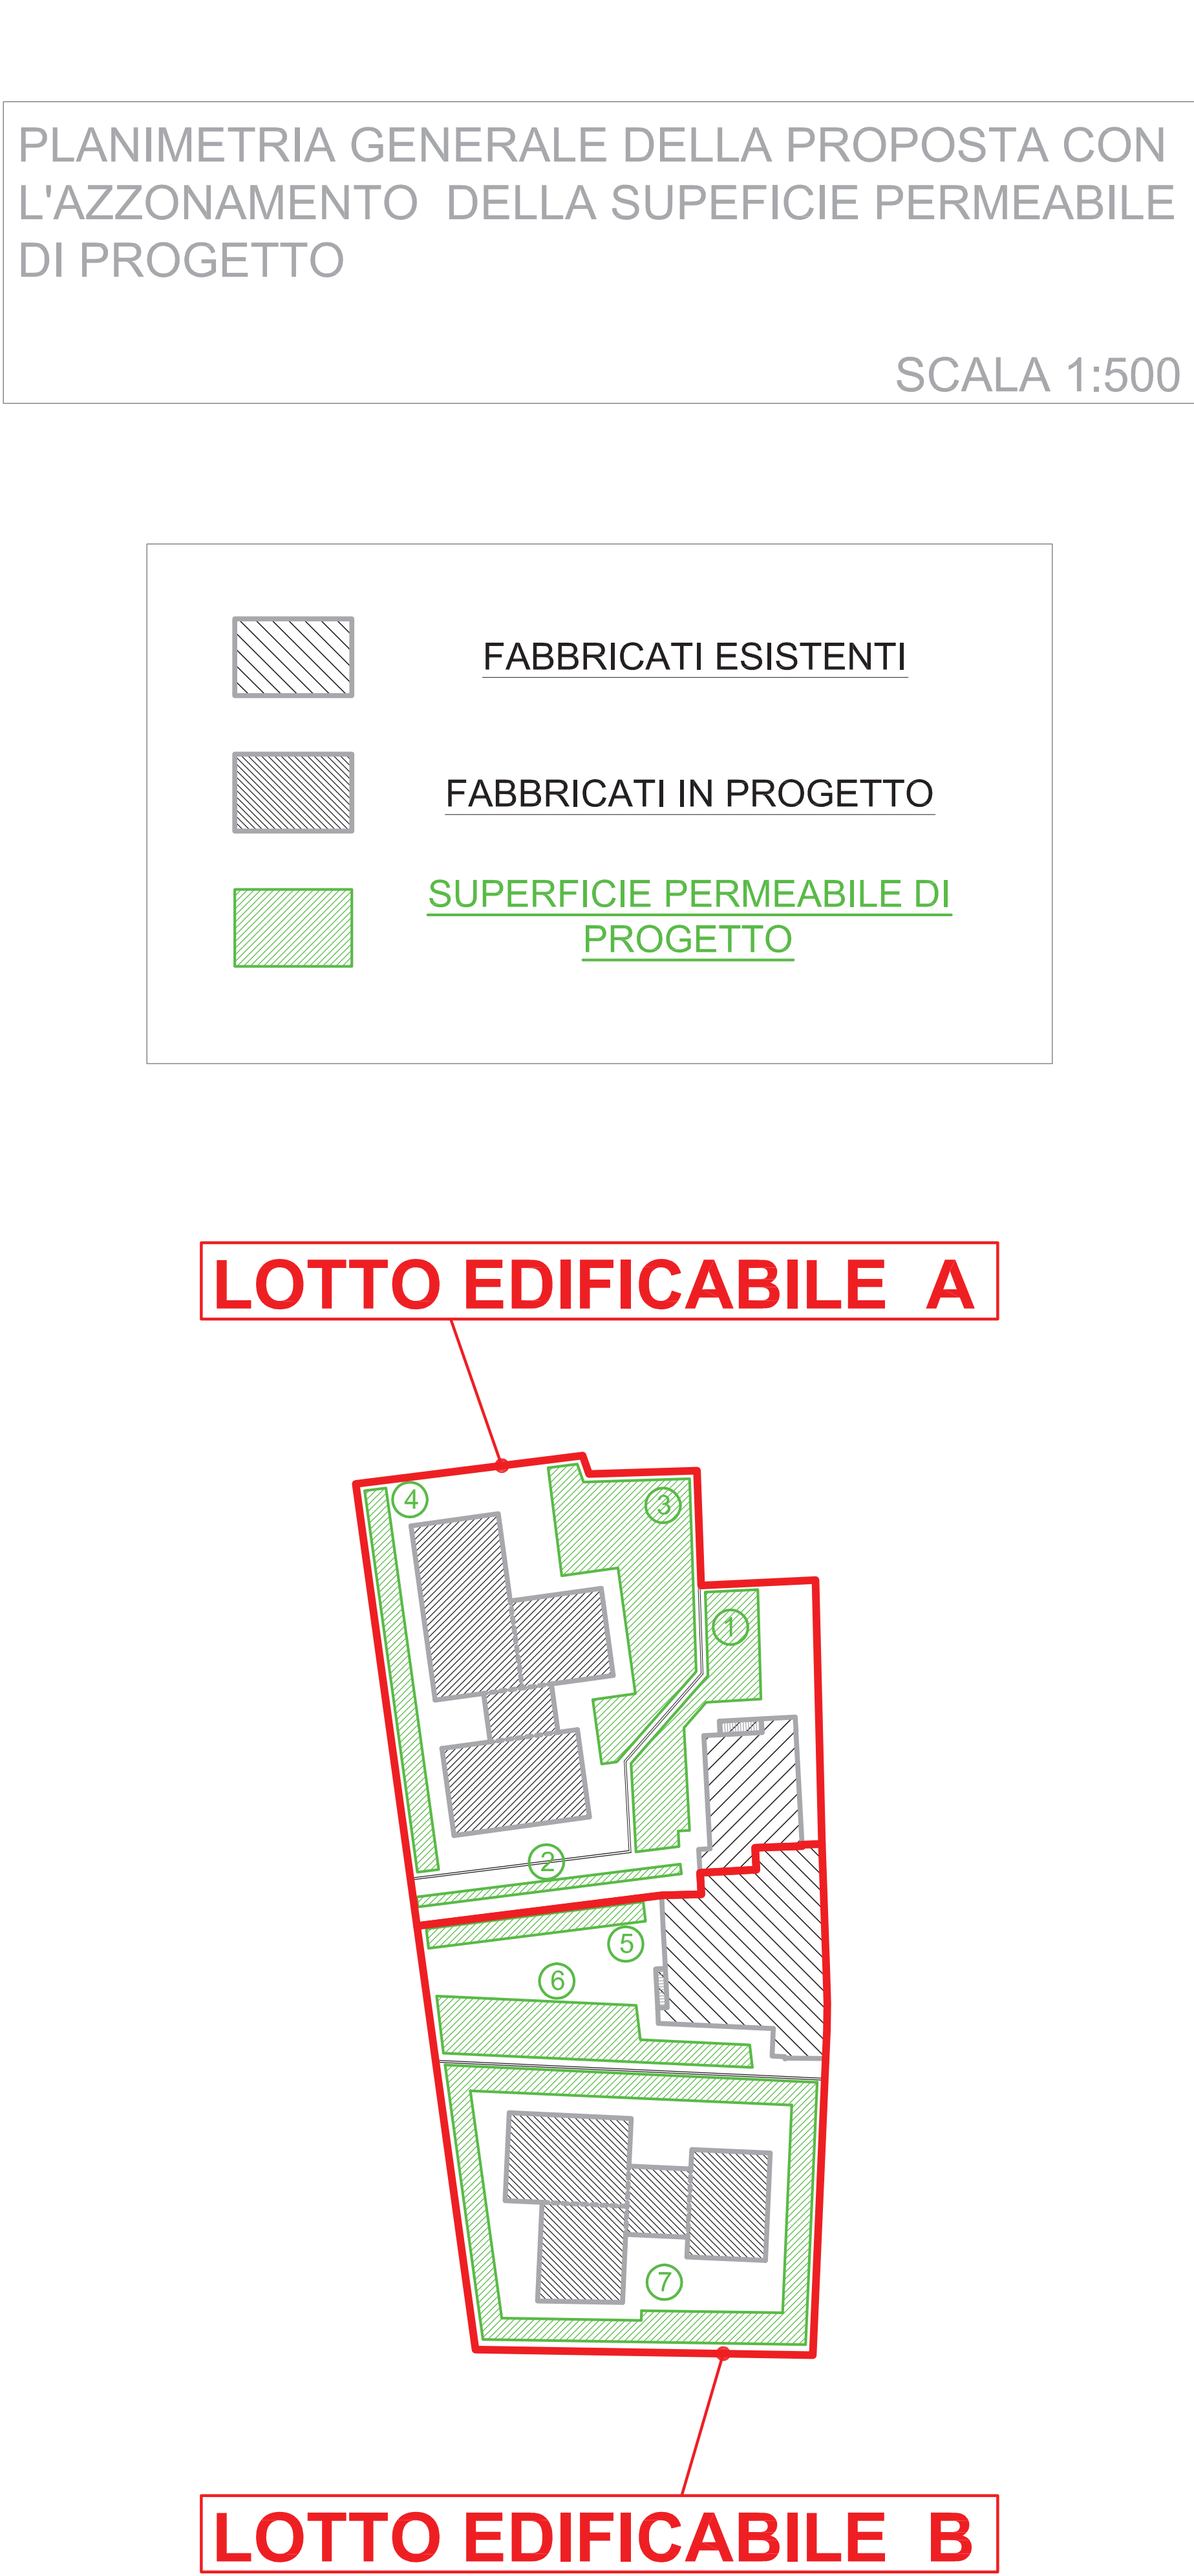 PLANIMETRIA GENERALE DELLA PROPOSTA CON
L'AZZONAMENTO DELLA SUPEFICIE PERMEABILE
DI PROGETTO
SCALA 1:500
FABBRICATI ESISTENTI
FABBRICATI IN PROGETTO
SUPERFICIE PERMEABILE DI
PROGETTO
LOTTO EDIFICABILE A
4
3
1
2
5
6
7
LOTTO EDIFICABILE B